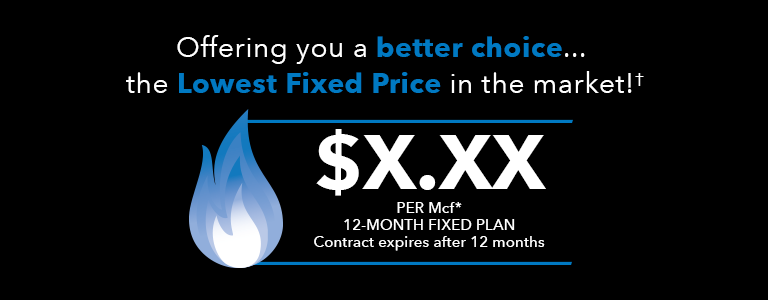 Offering you a better choice...
the Lowest Fixed Price in the market!†
$X.XX
PER Mcf*
12-MONTH FIXED PLAN
Contract expires after 12 months